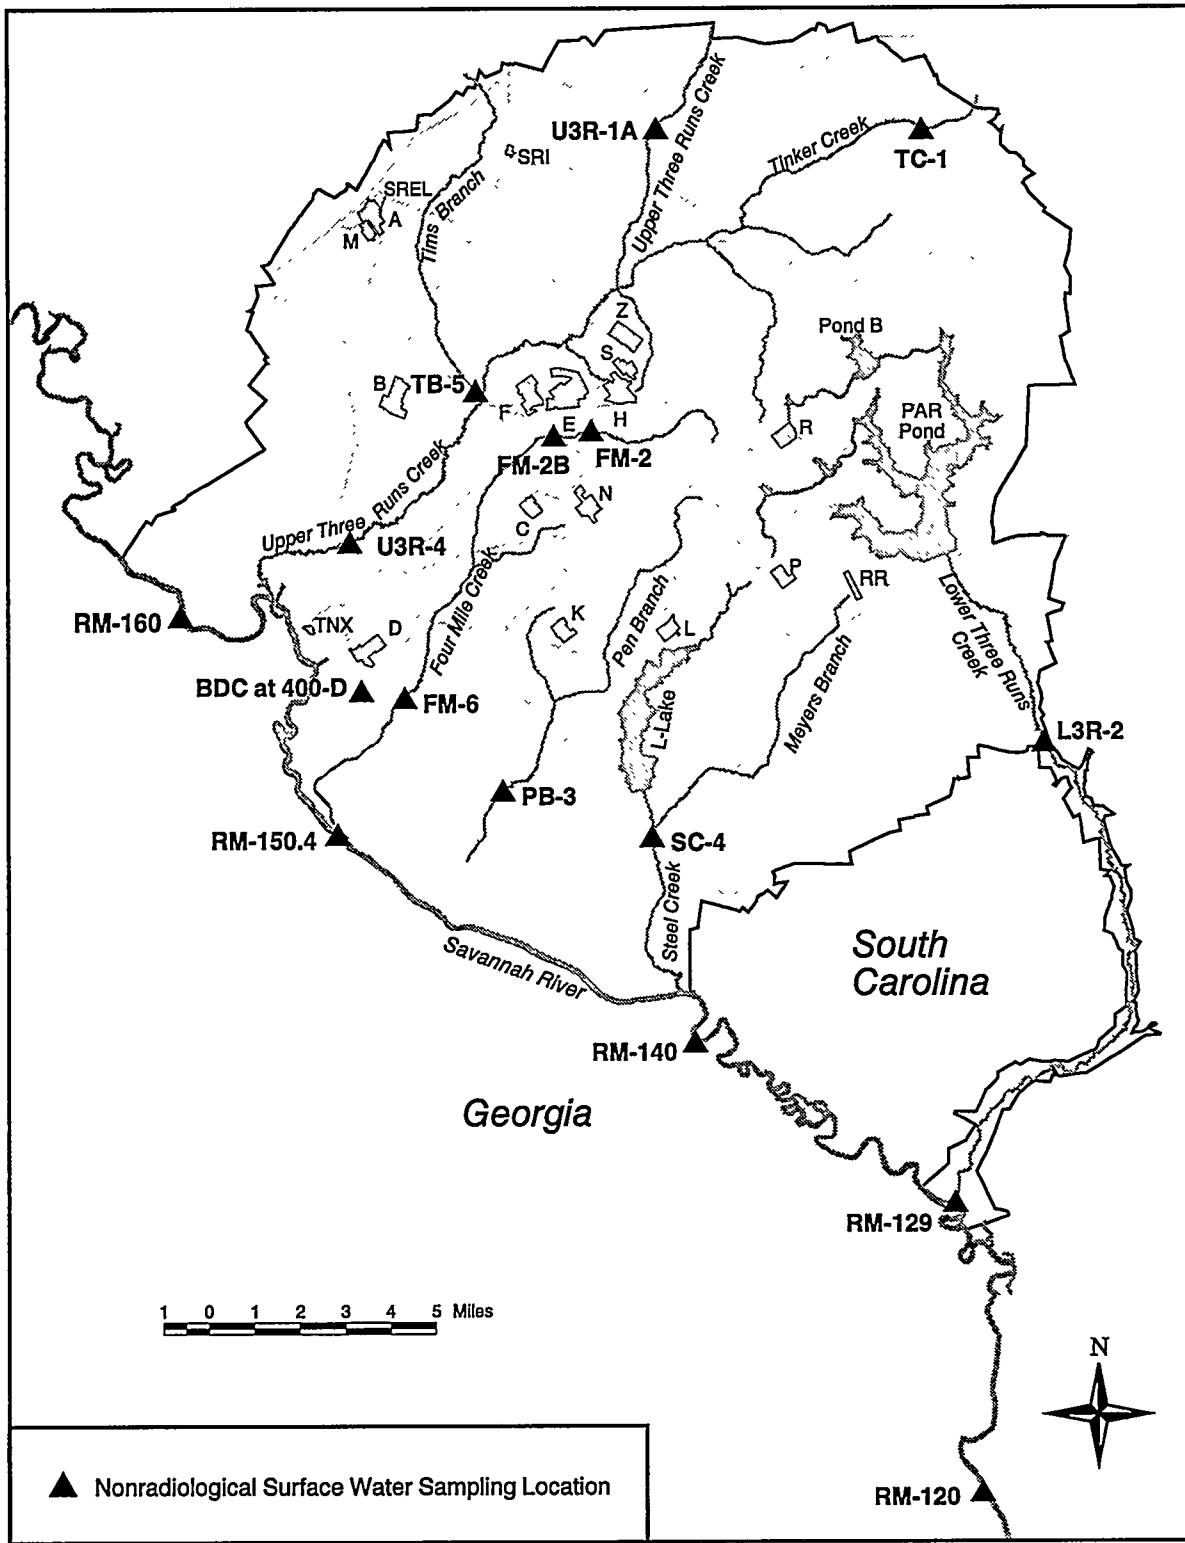 U3R-1A
Upper Three Runs Creek
Tinker Creek
TC-1
SRI
SREL
A
M
Tims Branch
Z
S
Pond B
B
TB-5
F
E
H
R
PAR
Pond
FM-2B
FM-2
Upper Three Runs Creek
U3R-4
C
N
P
RR
Lower Three Runs
Creek
RM-160
TNX
D
Four Mile Creek
K
Pen Branch
L
BDC at 400-D
FM-6
L-Lake
Meyers Branch
L3R-2
PB-3
RM-150.4
SC-4
Steel Creek
Savannah River
South
Carolina
RM-140
Georgia
RM-129
1 0 1 2 3 4 5 Miles
N
Nonradiological Surface Water Sampling Location
RM-120